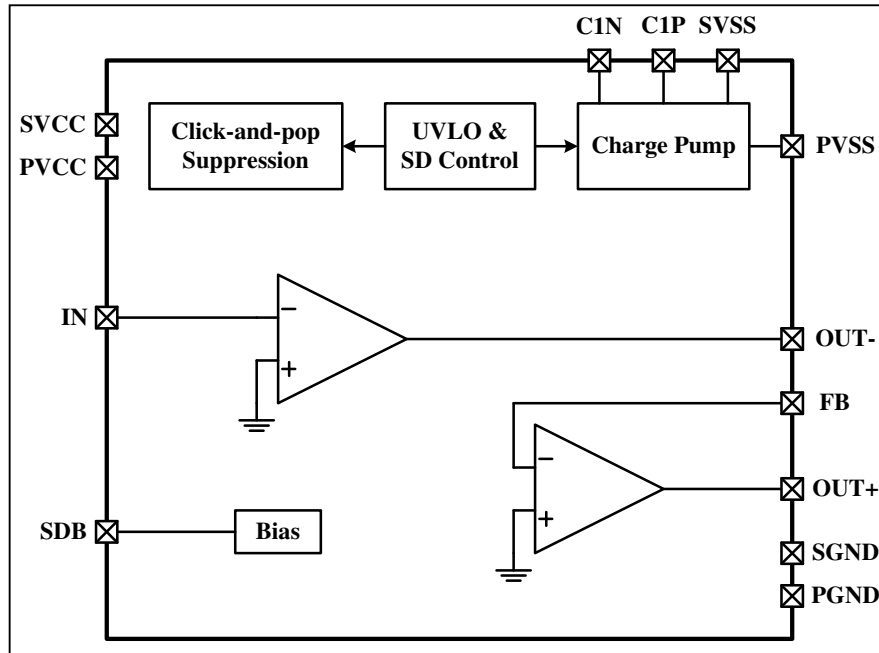 C1N C1P SVSS
SVCC
PVCC
Click-and-pop
Suppression
UVLO &
SD Control
Charge Pump
PVSS
IN
−
+
OUT-
FB
−
+
OUT+
SDB
Bias
SGND
PGND